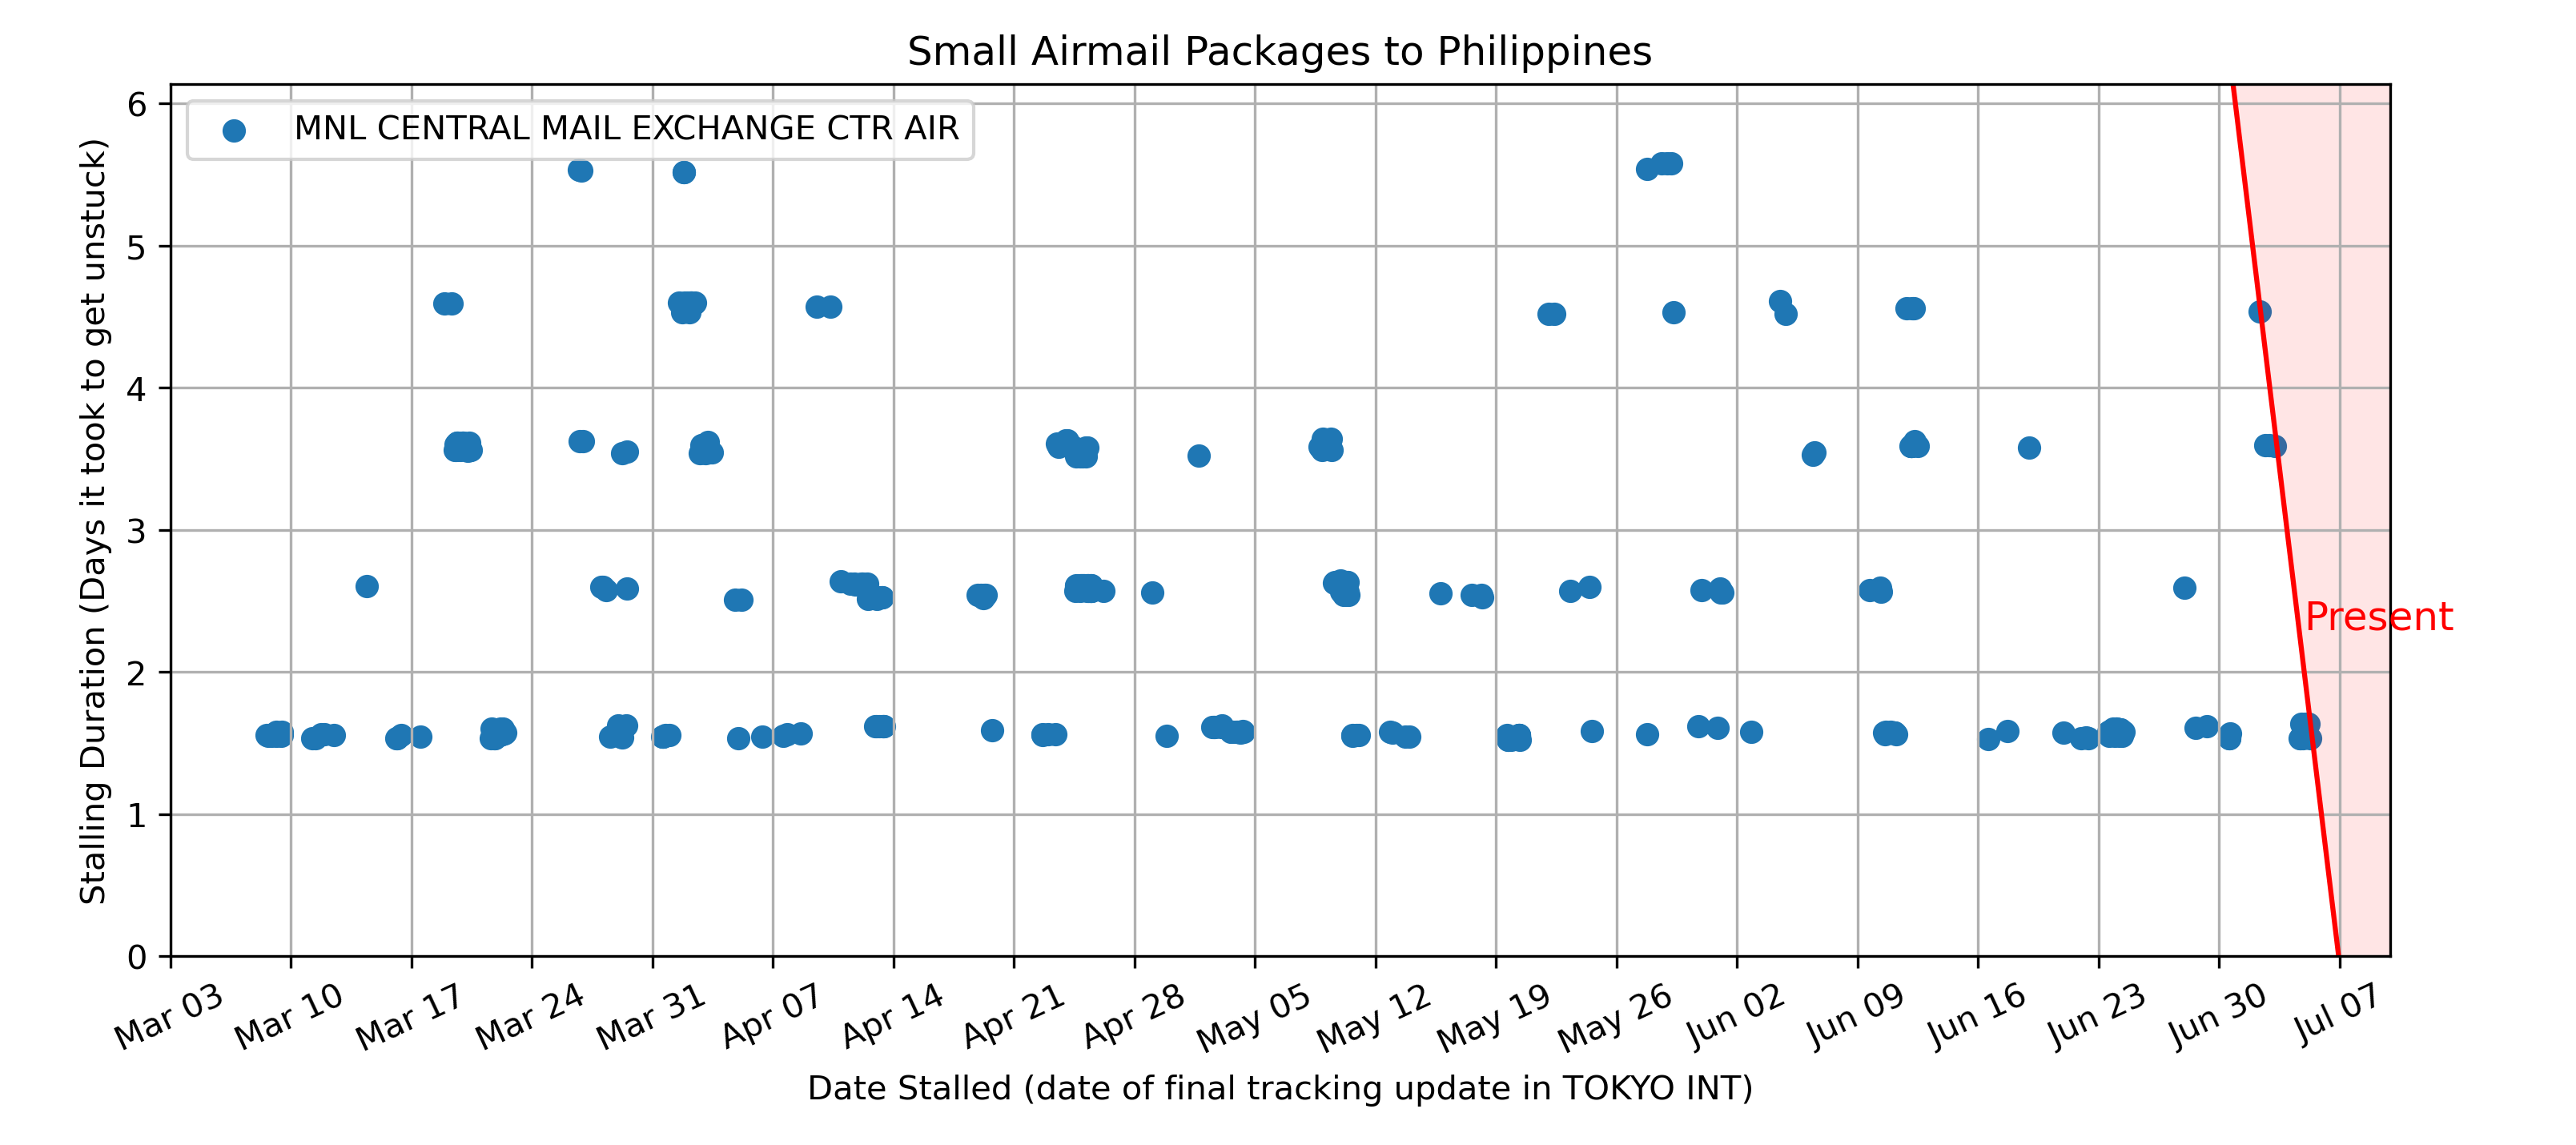 Small Airmail Packages to Philippines
MNL CENTRAL MAIL EXCHANGE CTR AIR
Stalling Duration (Days it took to get unstuck)
6
5
4
3
2
1
0
Present
Mar 03
Mar 10
Mar 17
Mar 24
Mar 31
Apr 07
Apr 14
Apr 21
Apr 28
May 05
May 12
May 19
May 26
Jun 02
Jun 09
Jun 16
Jun 23
Jun 30
Jul 07
Date Stalled (date of final tracking update in TOKYO INT)